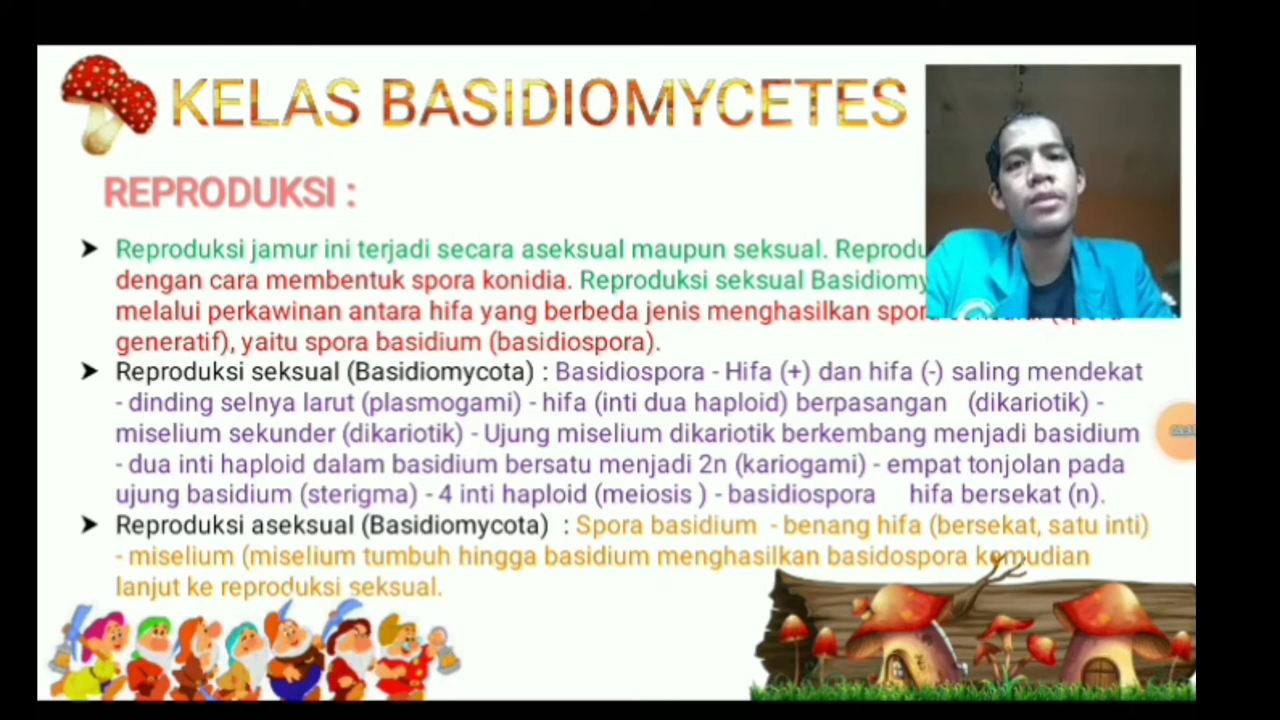 KELAS BASIDIOMYCETES
REPRODUKSI :
Reproduksi jamur ini terjadi secara aseksual maupun seksual.
dengan cara membentuk spora konidia. Reproduksi seksual
melalui perkawinan antara hifa yang berbeda jenis menghasilkan
generatif), yaitu spora basidium (basidiospora).
Reproduksi seksual (Basidiomycota) : Basidiospora - Hifa (+) dan hifa (-) saling mendekat
- dinding selnya larut (plasmogami) - hifa (inti dua haploid) berpasangan (dikariotik) -
miselium sekunder (dikariotik) - Ujung miselium dikariotik berkembang menjadi basidium
- dua inti haploid dalam basidium bersatu menjadi 2n (kariogami) - empat tonjolan pada
ujung basidium (sterigma) - 4 inti haploid (meiosis ) - basidiospora hifa bersekat (n).
Reproduksi aseksual (Basidiomycota) : Spora basidium - benang hifa (bersekat, satu inti)
- miselium (miselium tumbuh hingga basidium menghasilkan basidospora kemudian
lanjut ke reproduksi seksual.